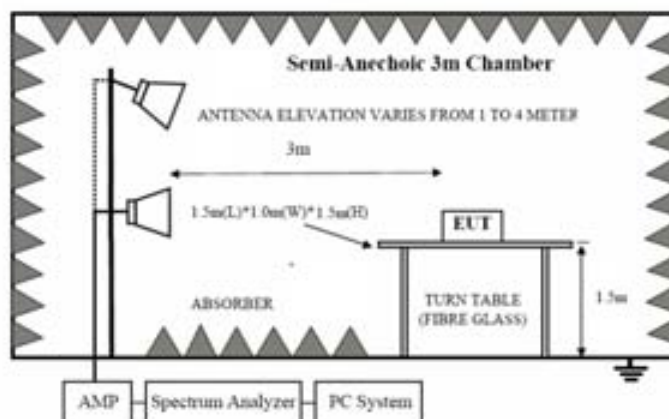 Semi-Anechoic 3m Chamber
ANTENNA ELEVATION VARIES FROM 1 TO 4 METER
3m
1.5m(L)*1.0m(W)*1.5m(H)
EUT
ABSORBER
TURN TABLE
(FIBRE GLASS)
1.5m
AMP
Spectrum Analyzer
PC System